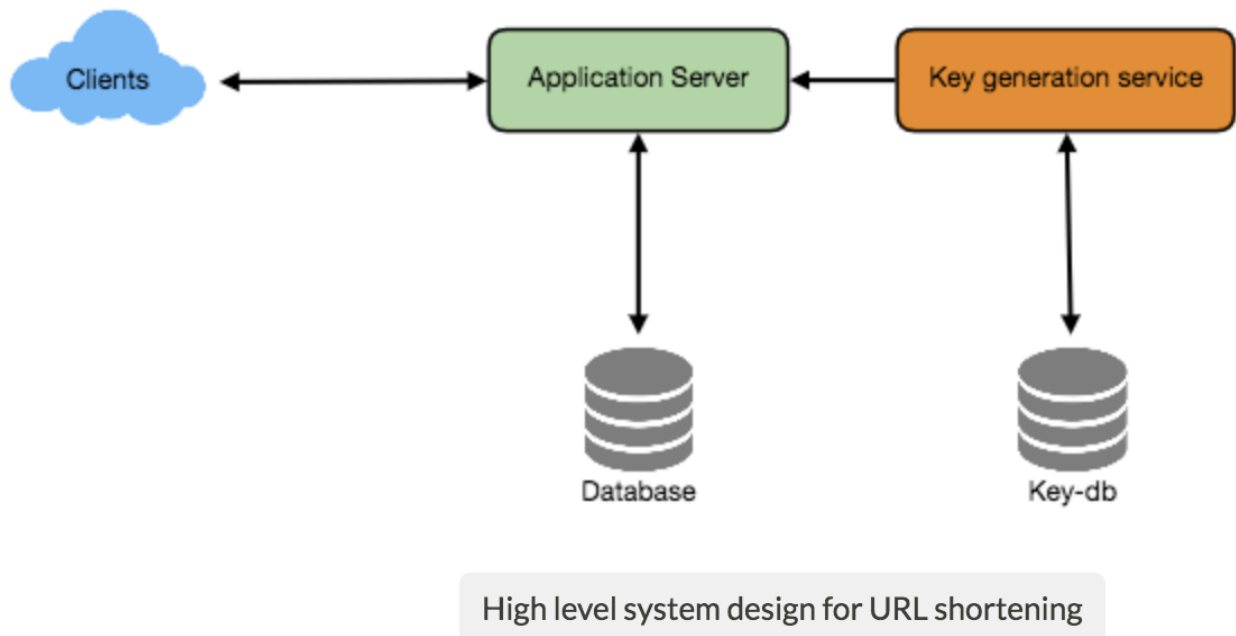 Clients
Application Server
Key generation service
Database
Key-db
High level system design for URL shortening